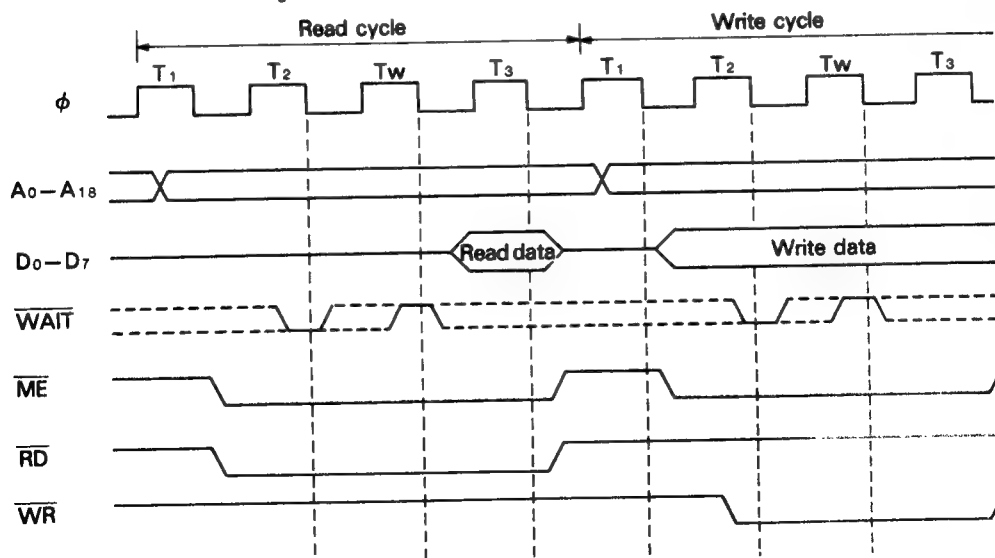 Read cycle Write cycle
T1 T2 Tw T3 T1 T2 Tw T3
φ
A0–A18
D0–D7 Read data Write data
WAIT
ME
RD
WR